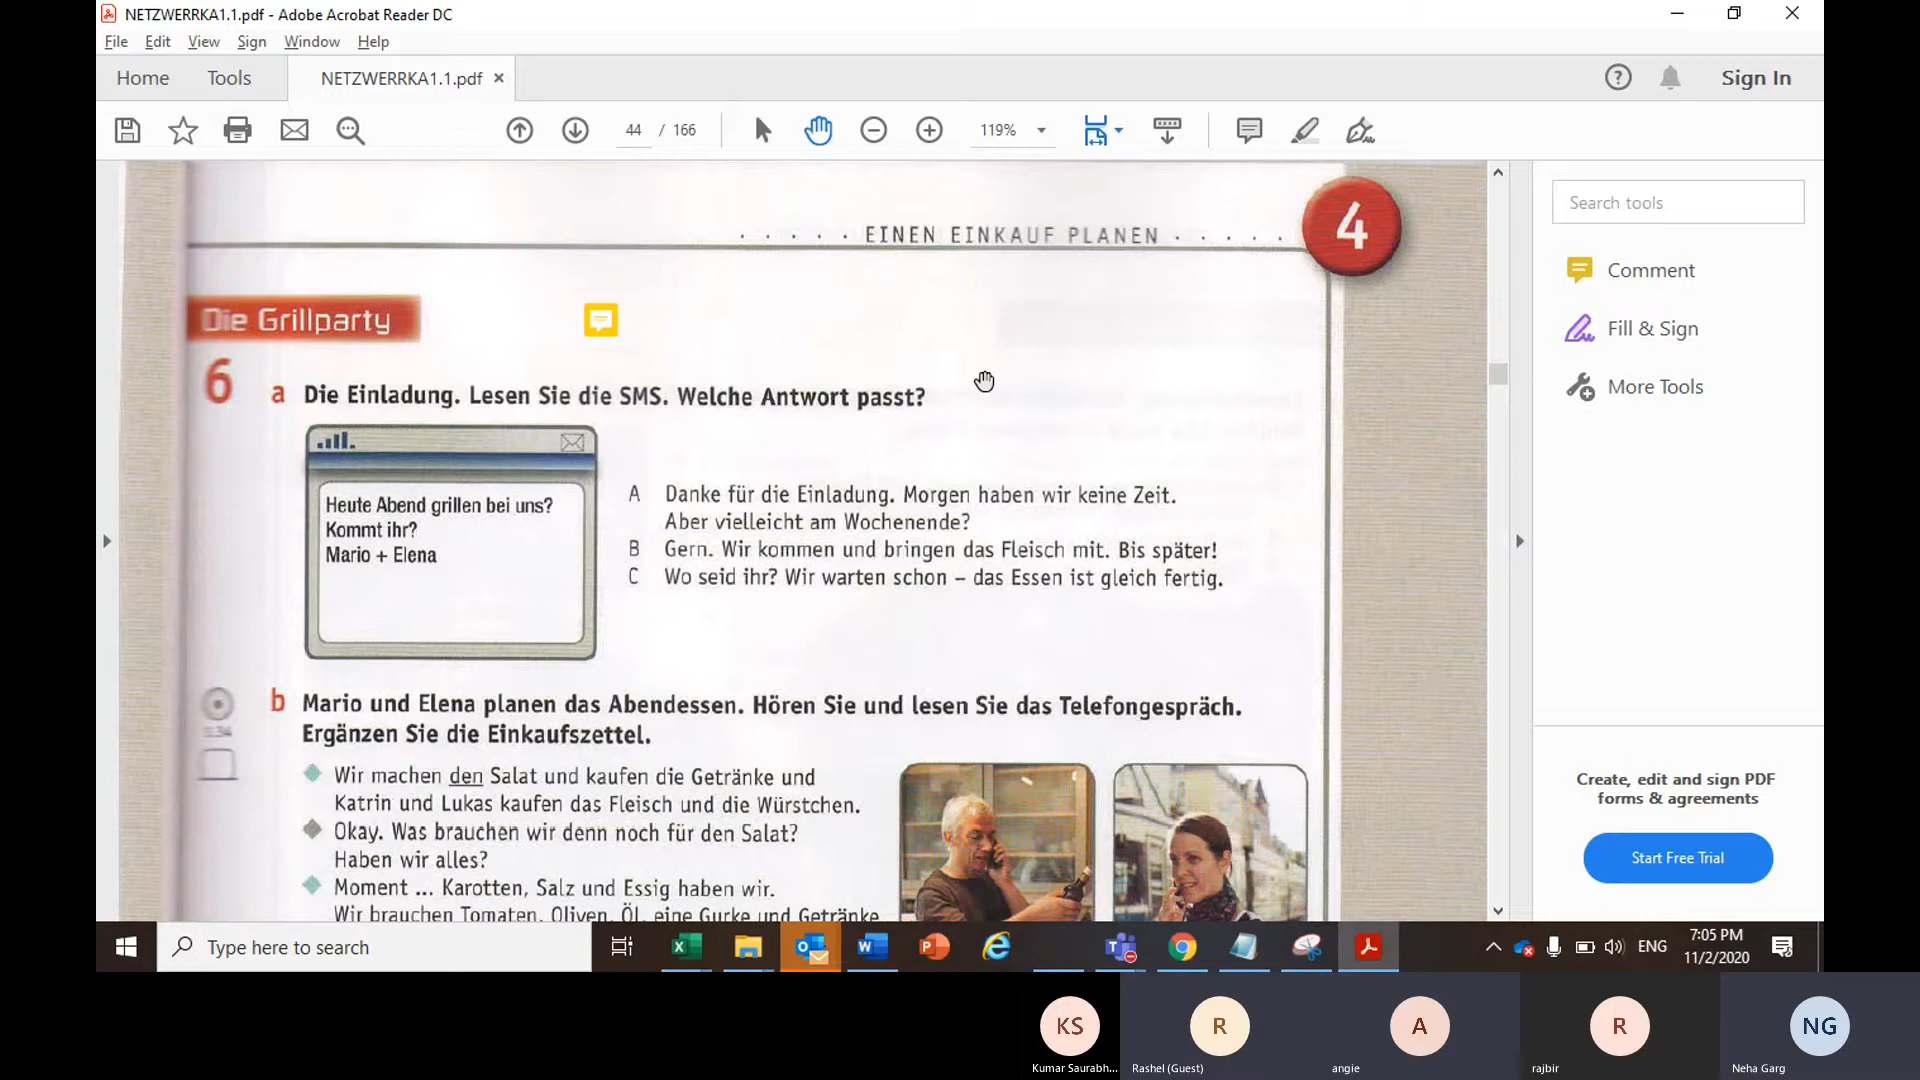 NETZWERRKA1.1.pdf - Adobe Acrobat Reader DC
File Edit View Sign Window Help
Home Tools NETZWERRKA1.1.pdf × Sign In
44 / 166 119%
Search tools
Comment
Fill & Sign
More Tools
Create, edit and sign PDF
forms & agreements
Start Free Trial
· · · · · EINEN EINKAUF PLANEN · · · · ·
4
Die Grillparty
6 a Die Einladung. Lesen Sie die SMS. Welche Antwort passt?
Heute Abend grillen bei uns?
Kommt ihr?
Mario + Elena
A Danke für die Einladung. Morgen haben wir keine Zeit.
Aber vielleicht am Wochenende?
B Gern. Wir kommen und bringen das Fleisch mit. Bis später!
C Wo seid ihr? Wir warten schon – das Essen ist gleich fertig.
b Mario und Elena planen das Abendessen. Hören Sie und lesen Sie das Telefongespräch.
Ergänzen Sie die Einkaufszettel.
Wir machen den Salat und kaufen die Getränke und
Katrin und Lukas kaufen das Fleisch und die Würstchen.
Okay. Was brauchen wir denn noch für den Salat?
Haben wir alles?
Moment ... Karotten, Salz und Essig haben wir.
Wir brauchen Tomaten, Oliven, Öl, eine Gurke und Getränke
Type here to search
ENG
7:05 PM
11/2/2020
KS R A R NG
Kumar Saurabh... Rashel (Guest) angie rajbir Neha Garg